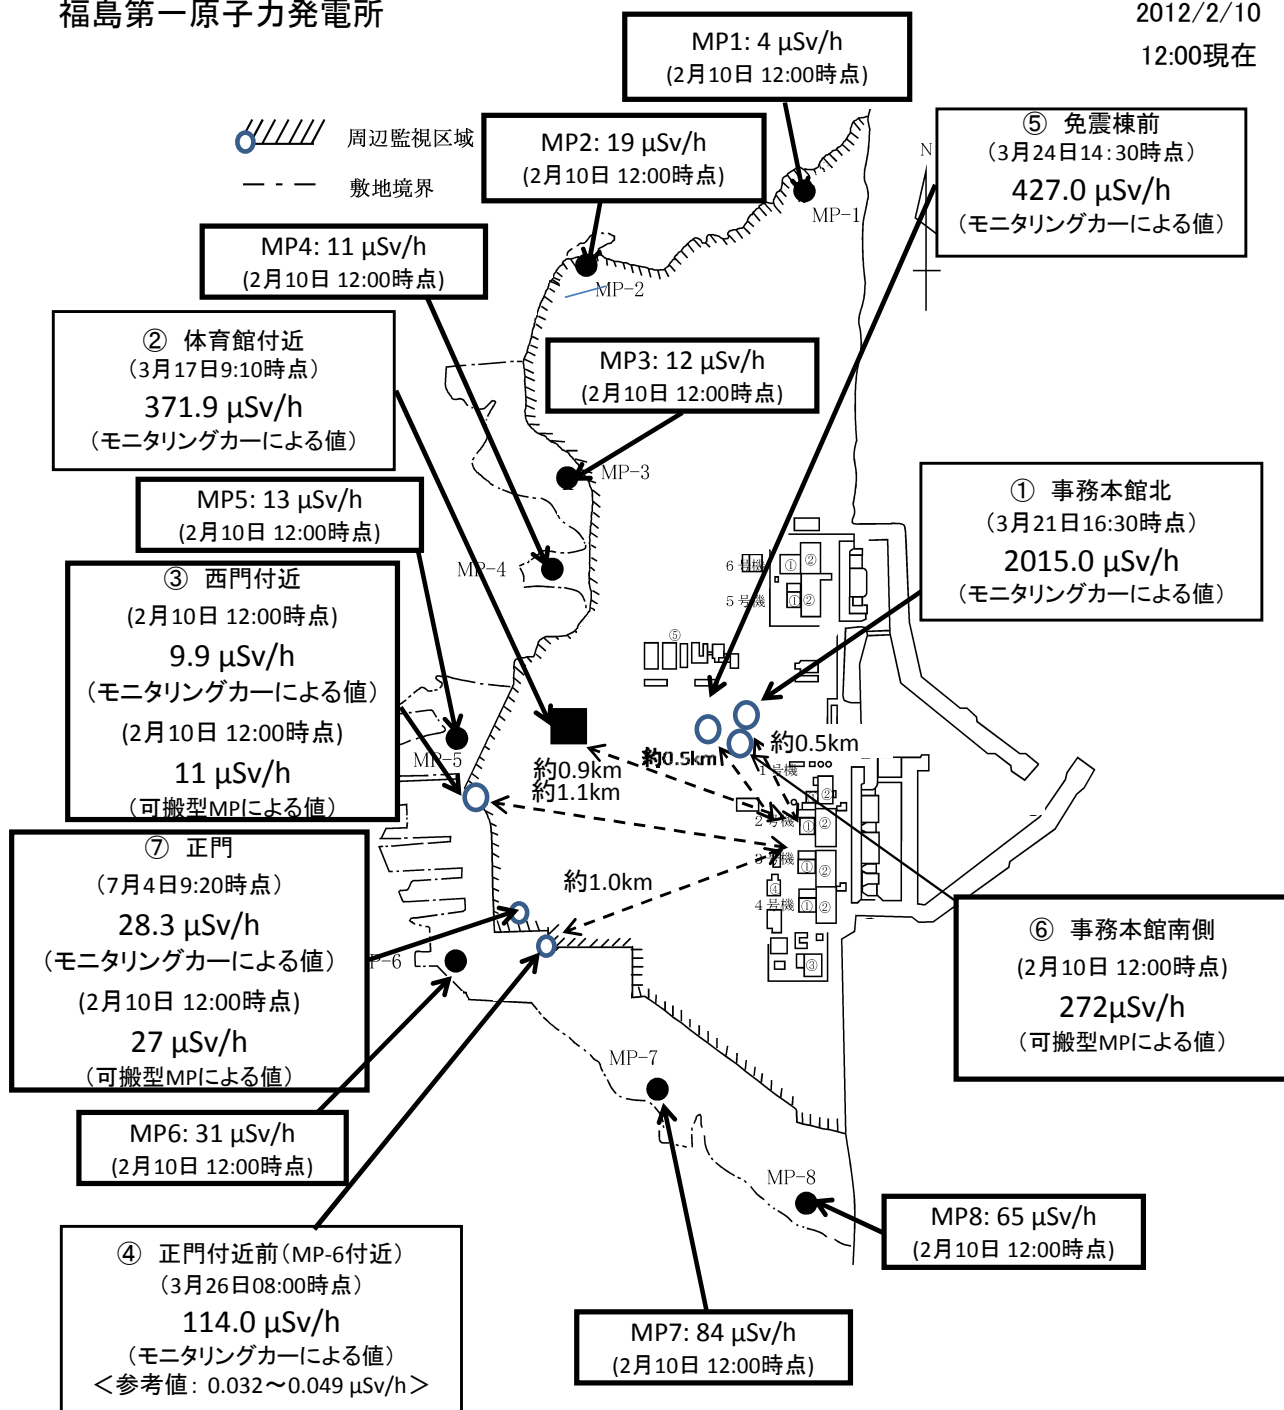 福島第一原子力発電所
2012/2/10
12:00現在
MP1: 4 μSv/h
(2月10日 12:00時点)
周辺監視区域
敷地境界
MP2: 19 μSv/h
(2月10日 12:00時点)
⑤ 免震棟前
(3月24日14:30時点)
427.0 μSv/h
(モニタリングカーによる値)
N
MP-1
MP4: 11 μSv/h
(2月10日 12:00時点)
MP-2
② 体育館付近
(3月17日9:10時点)
371.9 μSv/h
(モニタリングカーによる値)
MP3: 12 μSv/h
(2月10日 12:00時点)
MP-3
MP5: 13 μSv/h
(2月10日 12:00時点)
① 事務本館北
(3月21日16:30時点)
2015.0 μSv/h
(モニタリングカーによる値)
MP-4
6号機
① ②
5号機
① ②
③ 西門付近
(2月10日 12:00時点)
9.9 μSv/h
(モニタリングカーによる値)
(2月10日 12:00時点)
11 μSv/h
(可搬型MPによる値)
⑤
MP-5
約0.9km
約1.1km
約0.5km
約0.5km
1号機
②
2号機
① ②
3号機
① ②
④
4号機
① ②
③
約1.0km
⑦ 正門
(7月4日9:20時点)
28.3 μSv/h
(モニタリングカーによる値)
(2月10日 12:00時点)
27 μSv/h
(可搬型MPによる値)
P-6
⑥ 事務本館南側
(2月10日 12:00時点)
272μSv/h
(可搬型MPによる値)
MP-7
MP6: 31 μSv/h
(2月10日 12:00時点)
MP-8
MP8: 65 μSv/h
(2月10日 12:00時点)
④ 正門付近前(MP-6付近)
(3月26日08:00時点)
114.0 μSv/h
(モニタリングカーによる値)
<参考値: 0.032~0.049 μSv/h>
MP7: 84 μSv/h
(2月10日 12:00時点)